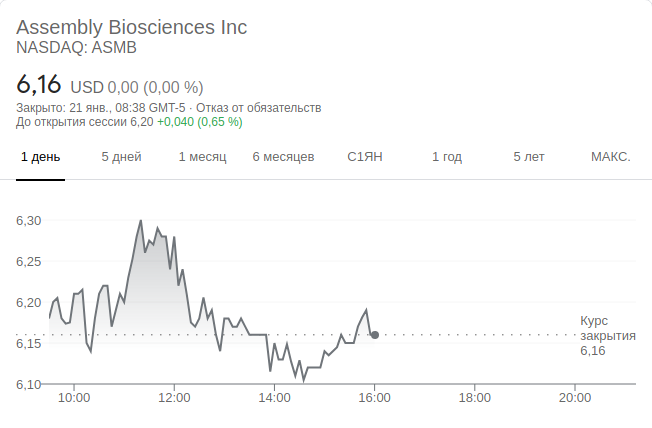 Assembly Biosciences Inc
NASDAQ: ASMB
6,16 USD 0,00 (0,00 %)
Закрыто: 21 янв., 08:38 GMT-5 · Отказ от обязательств
До открытия сессии 6,20 +0,040 (0,65 %)
1 день 5 дней 1 месяц 6 месяцев С1ЯН 1 год 5 лет МАКС.
6,30
6,25
6,20
6,15
6,10
Курс
закрытия
6,16
10:00 12:00 14:00 16:00 18:00 20:00